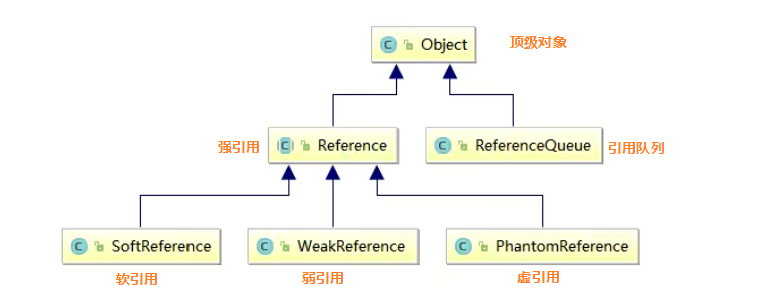 Object 顶级对象
强引用 Reference ReferenceQueue 引用队列
SoftReference WeakReference PhantomReference
软引用 弱引用 虚引用